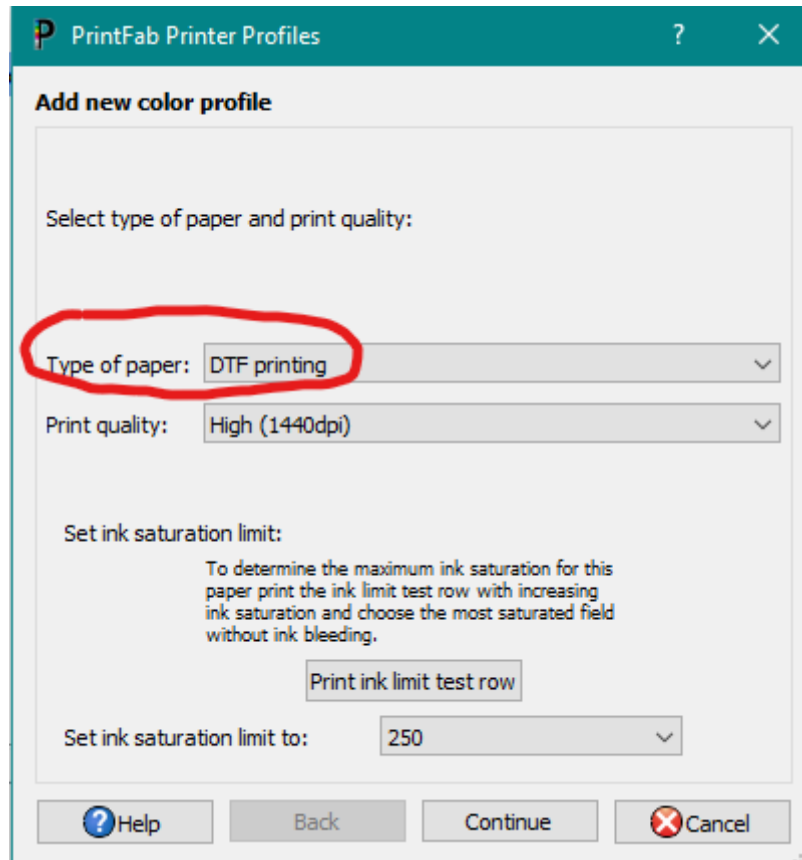 PrintFab Printer Profiles ? ×
Add new color profile
Select type of paper and print quality:
Type of paper: DTF printing
Print quality: High (1440dpi)
Set ink saturation limit:
To determine the maximum ink saturation for this
paper print the ink limit test row with increasing
ink saturation and choose the most saturated field
without ink bleeding.
Print ink limit test row
Set ink saturation limit to: 250
Help Back Continue Cancel